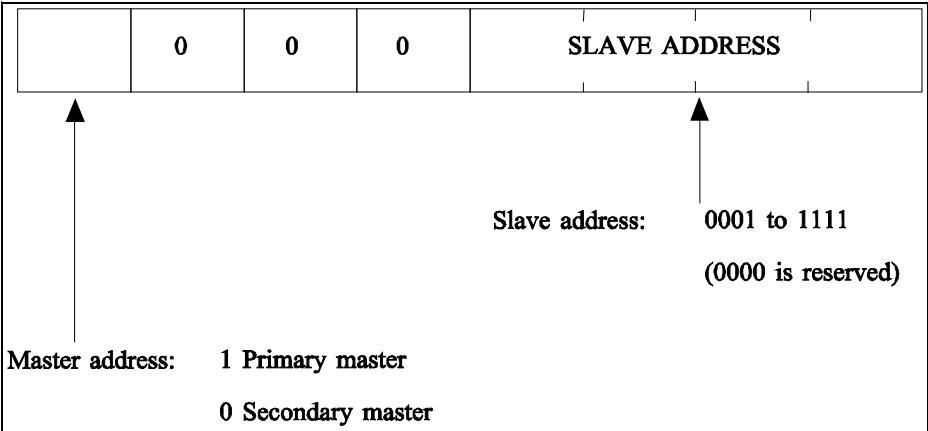 0 0 0 SLAVE ADDRESS
Slave address: 0001 to 1111
(0000 is reserved)
Master address: 1 Primary master
0 Secondary master